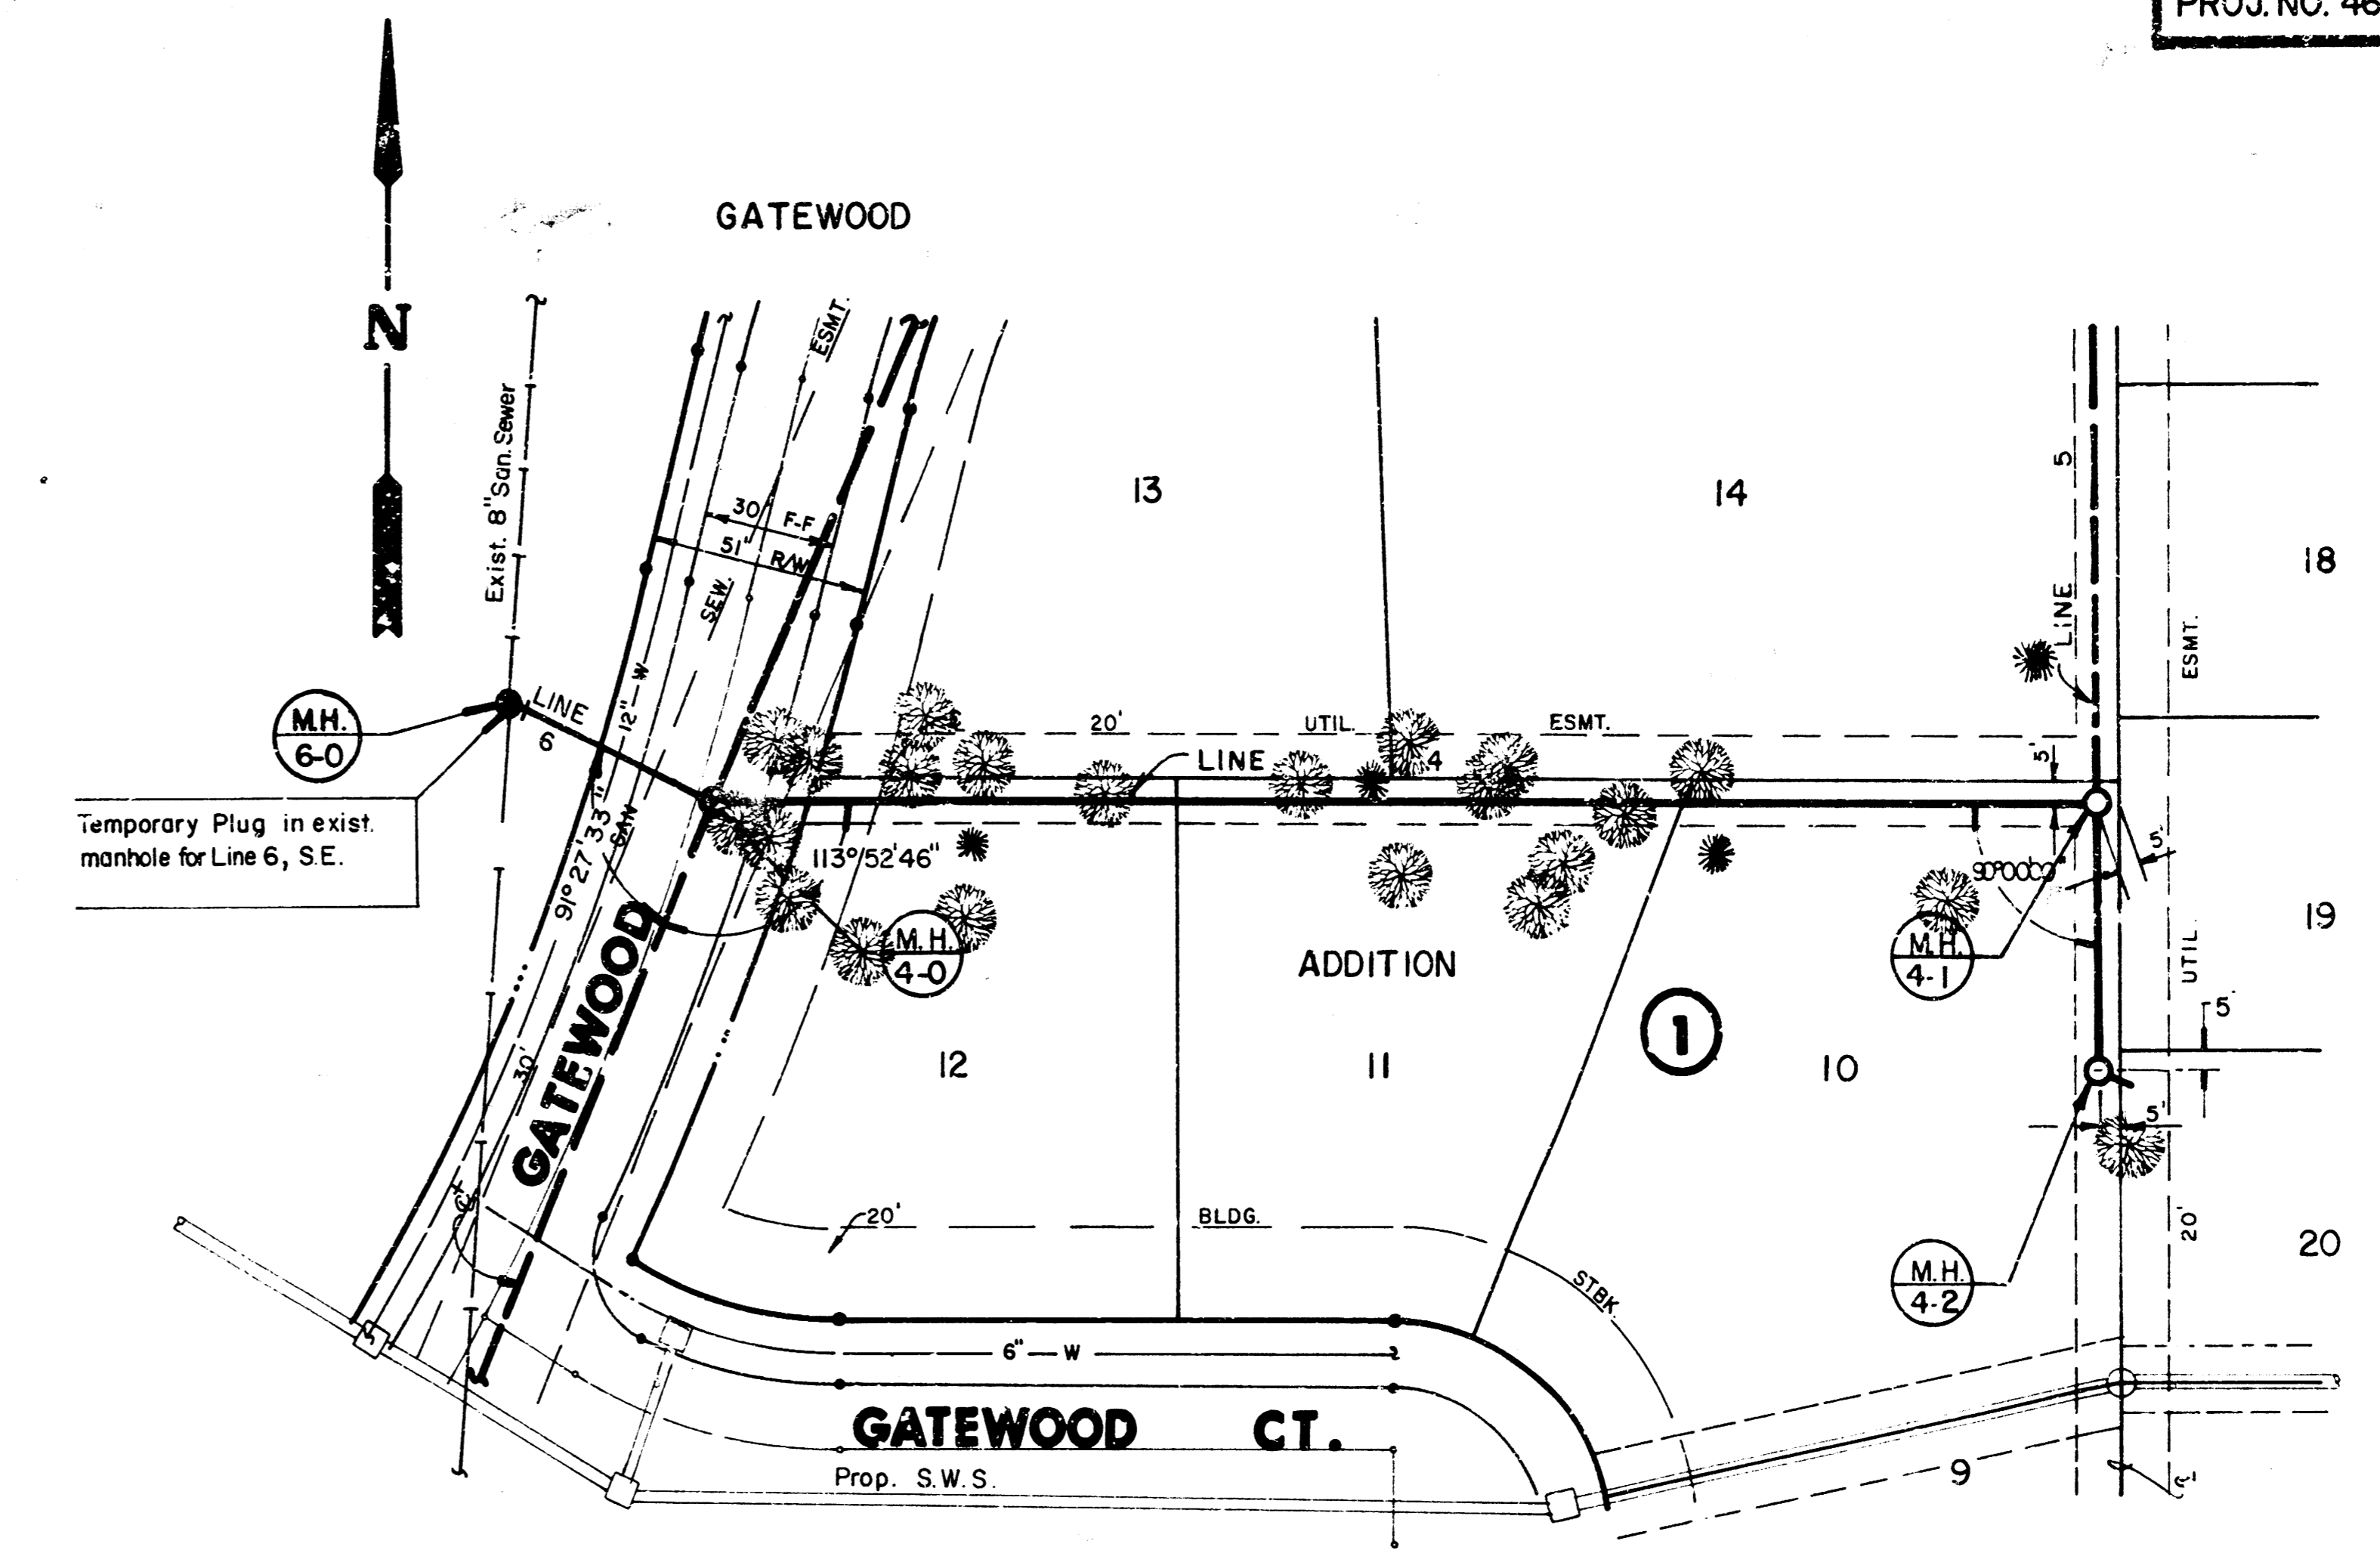 PROJ. NO. 46
N
GATEWOOD
ESMT.
Exist. 8" San. Sewer
13
14
5
18
30' F-F
51' R/W
SEW.
LINE
ESMT.
12" W
M.H.
6-0
LINE
6
20' UTIL. ESMT.
LINE
4
5'
Temporary Plug in exist.
manhole for Line 6, S.E.
91°27'33"
SAN
113°52'46"
90°00'00"
5'
M.H.
4-0
M.H.
4-1
19
UTIL.
ADDITION
1
GATEWOOD
30'
12
11
10
5'
5'
20'
BLDG.
STBK.
M.H.
4-2
20'
20
6" W
GATEWOOD CT.
Prop. S.W.S.
9